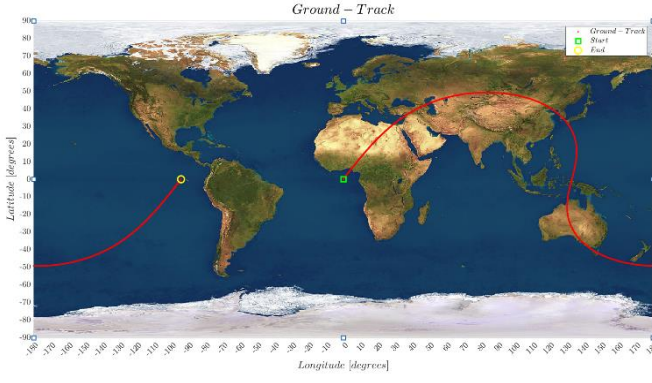 Ground − Track
Ground − Track
Start
End
Latitude [degrees]
90
80
70
60
50
40
30
20
10
0
-10
-20
-30
-40
-50
-60
-70
-80
-90
-180 -170 -160 -150 -140 -130 -120 -110 -100 -90 -80 -70 -60 -50 -40 -30 -20 -10 0 10 20 30 40 50 60 70 80 90 100 110 120 130 140 150 160 170 180
Longitude [degrees]